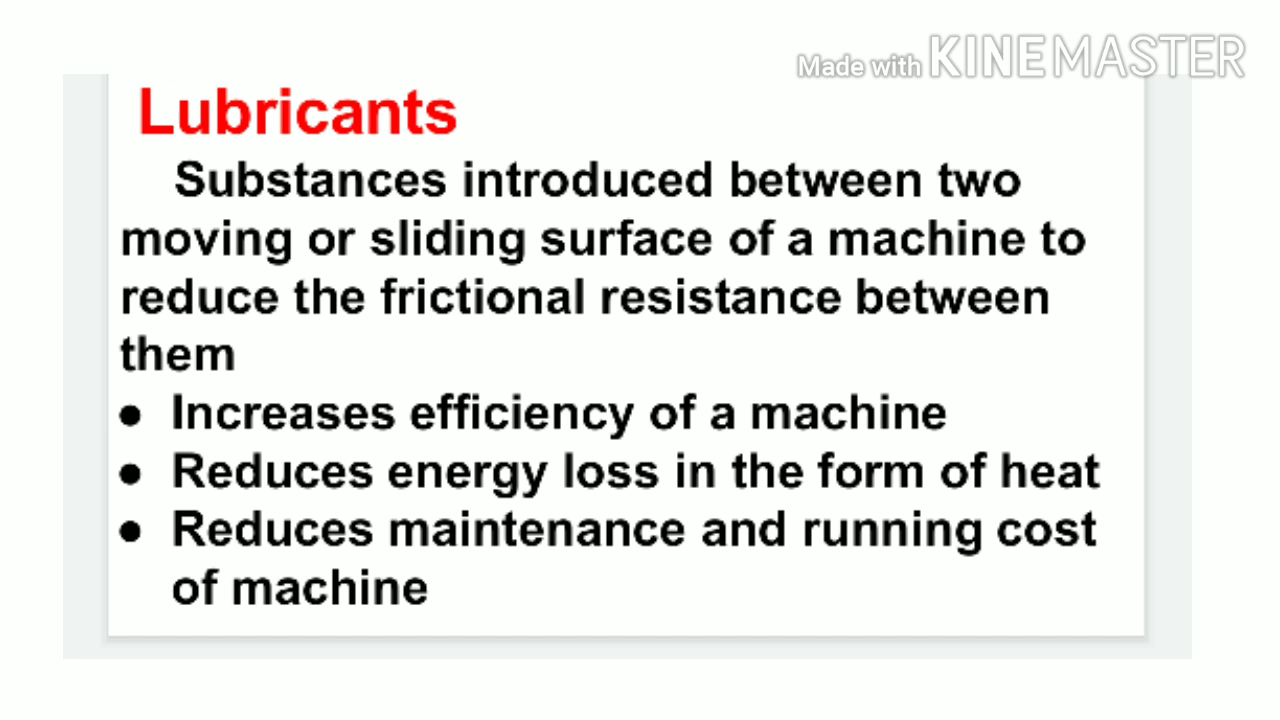 Made with KINEMASTER
Lubricants
Substances introduced between two
moving or sliding surface of a machine to
reduce the frictional resistance between
them
● Increases efficiency of a machine
● Reduces energy loss in the form of heat
● Reduces maintenance and running cost
of machine